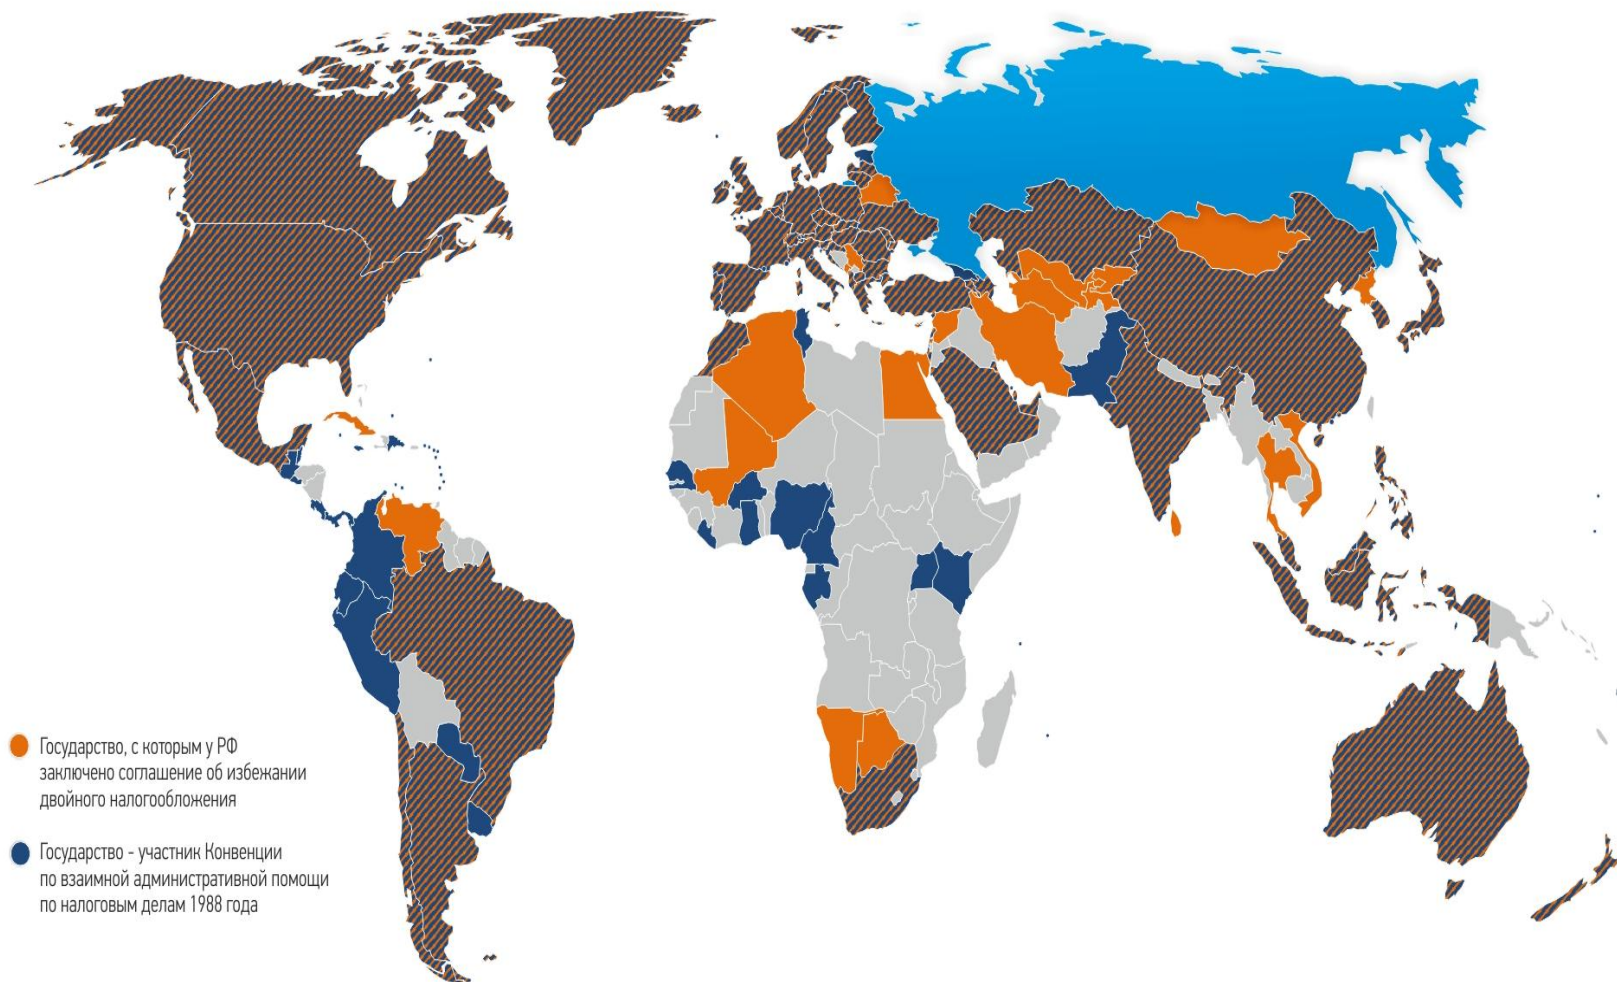 Государство, с которым у РФ
заключено соглашение об избежании
двойного налогообложения
Государство - участник Конвенции
по взаимной административной помощи
по налоговым делам 1988 года